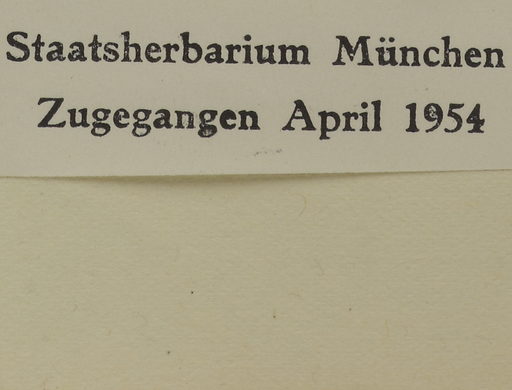 Staatsherbarium München
Zugegangen April 1954